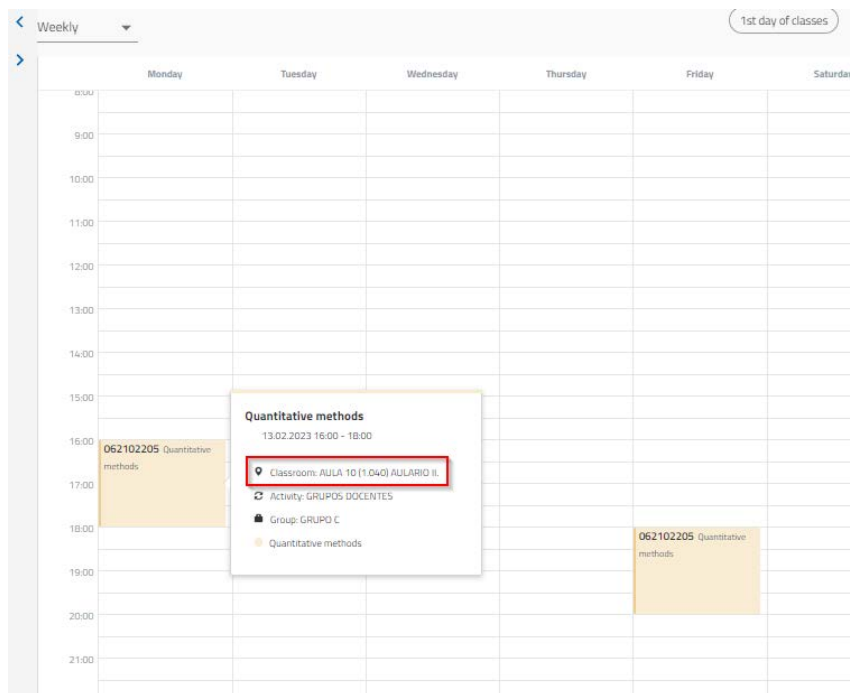 Weekly
1st day of classes
Monday Tuesday Wednesday Thursday Friday Saturday
8:00
9:00
10:00
11:00
12:00
13:00
14:00
15:00
16:00
17:00
18:00
19:00
20:00
21:00
062102205 Quantitative
methods
Quantitative methods
13.02.2023 16:00 - 18:00
Classroom: AULA 10 (1.040) AULARIO II.
Activity: GRUPOS DOCENTES
Group: GRUPO C
Quantitative methods
062102205 Quantitative
methods